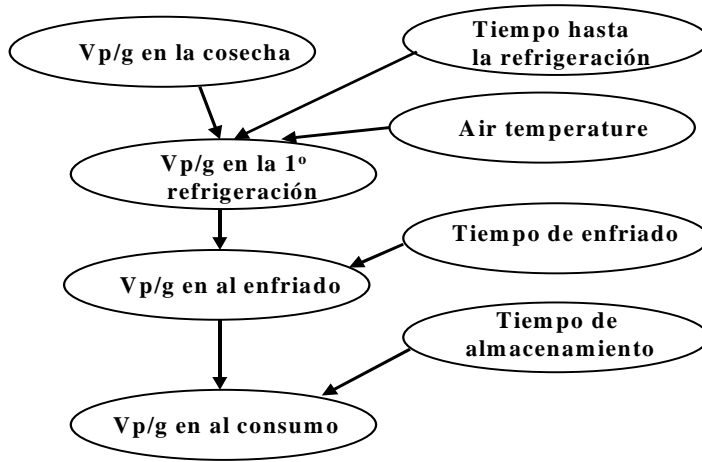 Vp/g en la cosecha
Tiempo hasta
la refrigeración
Air temperature
Vp/g en la 1º
refrigeración
Tiempo de enfriado
Vp/g en al enfriado
Tiempo de
almacenamiento
Vp/g en al consumo